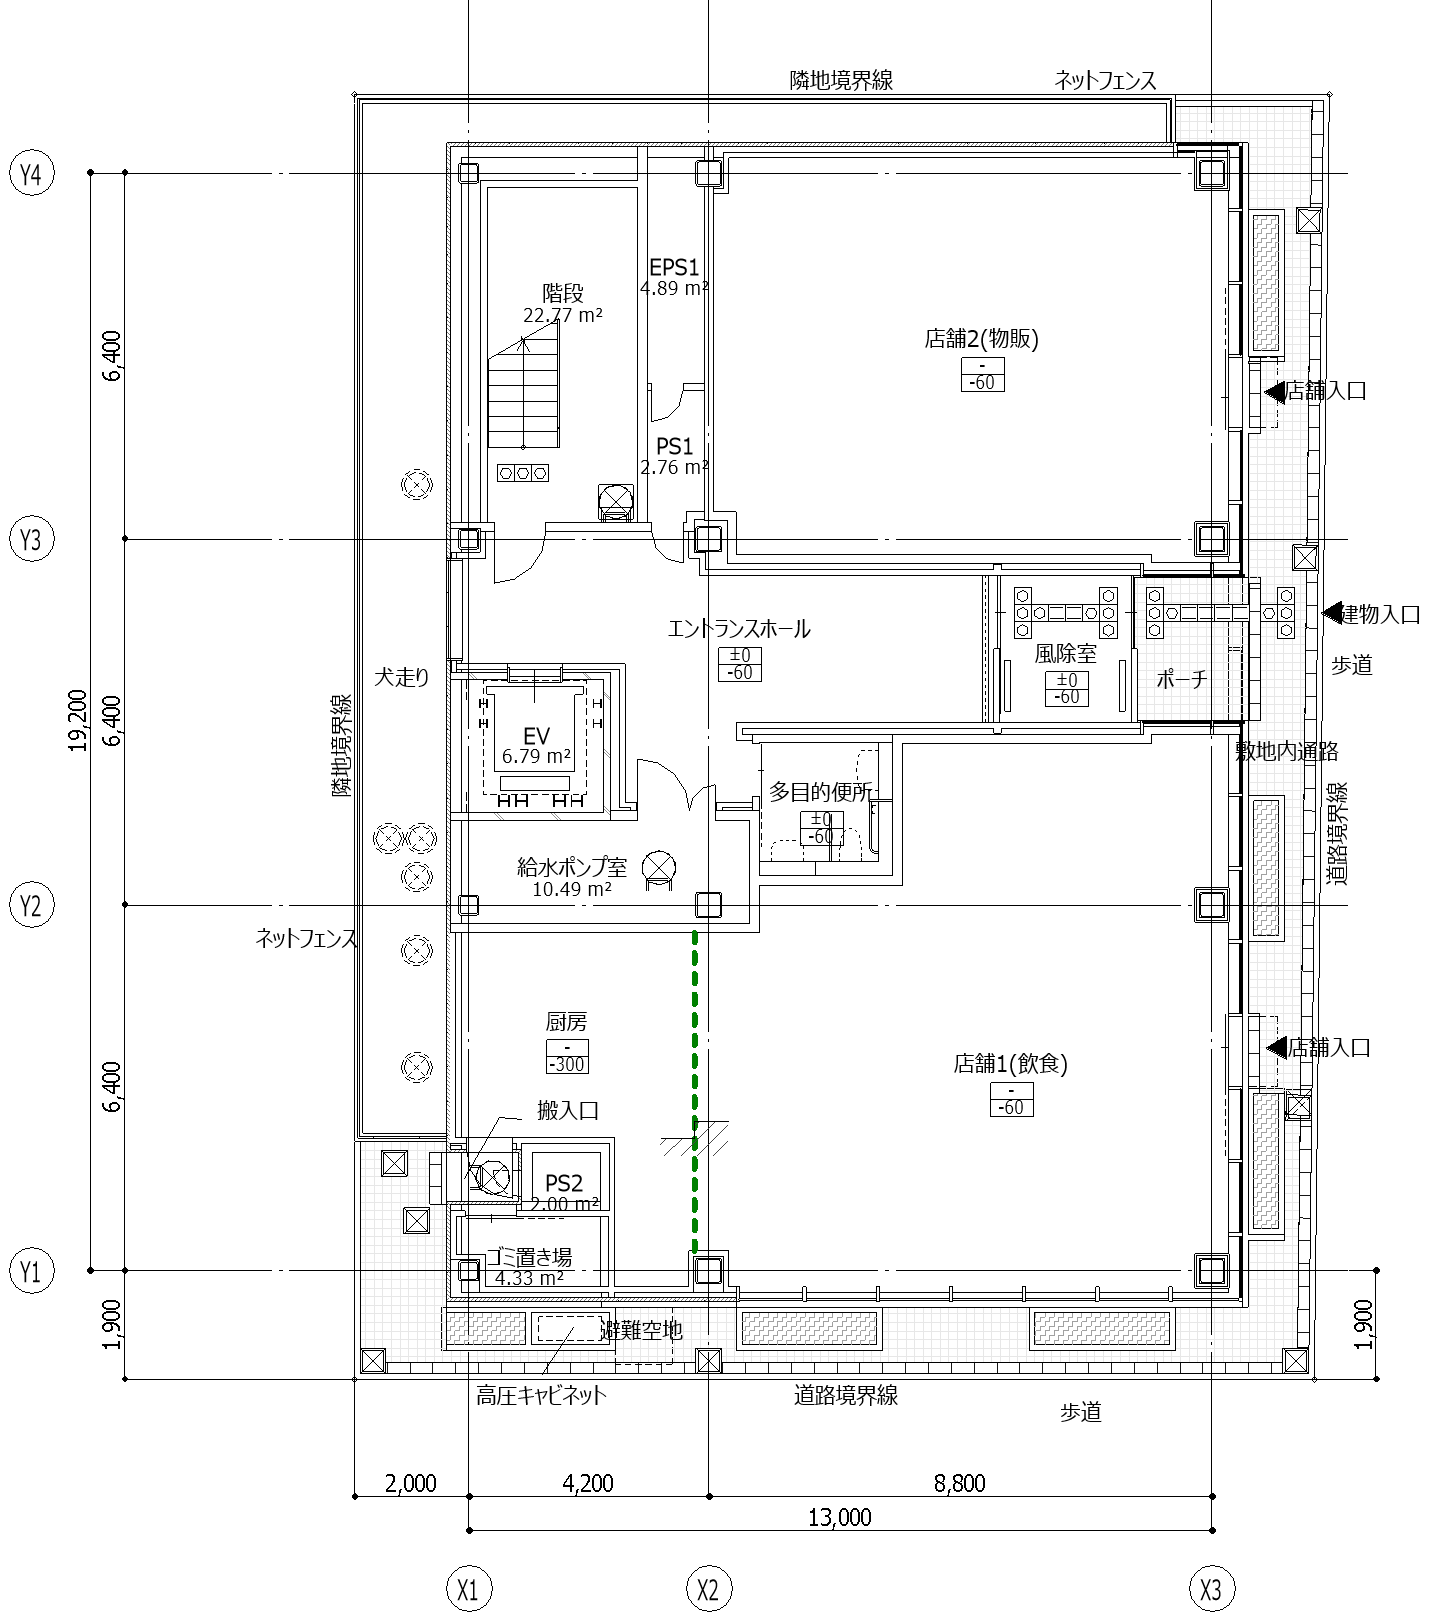 隣地境界線
ネットフェンス
Y4
EPS1
4.89 m²
階段
22.77 m²
店舗2(物販)
-
-60
6,400
店舗入口
PS1
2.76 m²
Y3
エントランスホール
±0
-60
風除室
±0
-60
ポーチ
建物入口
歩道
犬走り
隣地境界線
19,200
6,400
EV
6.79 m²
敷地内通路
道路境界線
多目的便所
±0
-60
給水ポンプ室
10.49 m²
Y2
ネットフェンス
厨房
-
-300
店舗1(飲食)
-
-60
店舗入口
6,400
搬入口
PS2
2.00 m²
ゴミ置き場
4.33 m²
Y1
1,900
1,900
避難空地
高圧キャビネット
道路境界線
歩道
2,000
4,200
8,800
13,000
X1
X2
X3